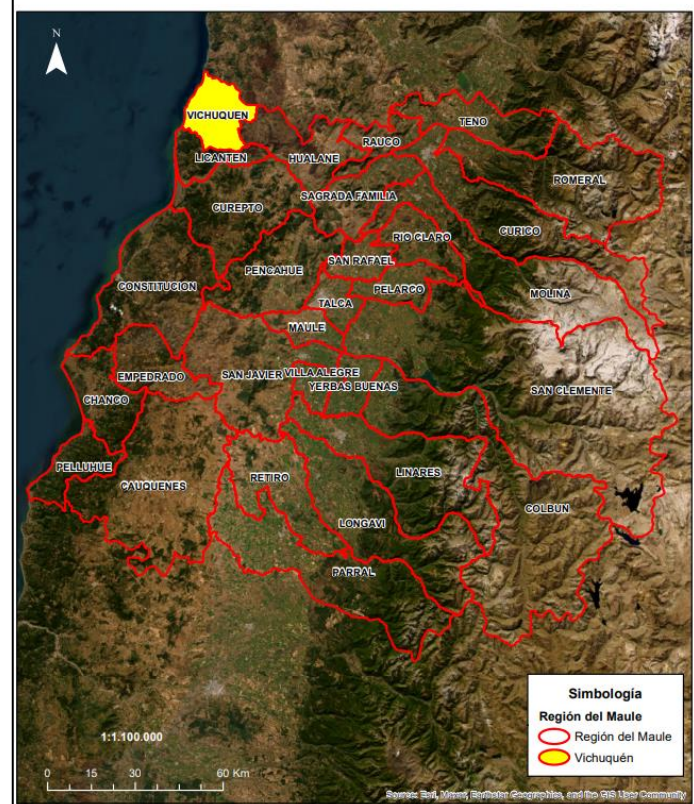 N
VICHUQUEN
TENO
RAUCO
LICANTEN
HUALANE
ROMERAL
SAGRADA FAMILIA
CUREPTO
CURICO
RIO CLARO
SAN RAFAEL
PENCAHUE
CONSTITUCION
PELARCO
MOLINA
TALCA
MAULE
EMPEDRADO
SAN JAVIER
VILLA ALEGRE
YERBAS BUENAS
SAN CLEMENTE
CHANCO
PELLUHUE
CAUQUENES
RETIRO
LINARES
COLBUN
LONGAVI
PARRAL
Simbología
Región del Maule
Región del Maule
Vichuquén
1:1.100.000
0 15 30 45 60 Km
Source: Esri, Maxar, Earthstar Geographics, and the GIS User Community